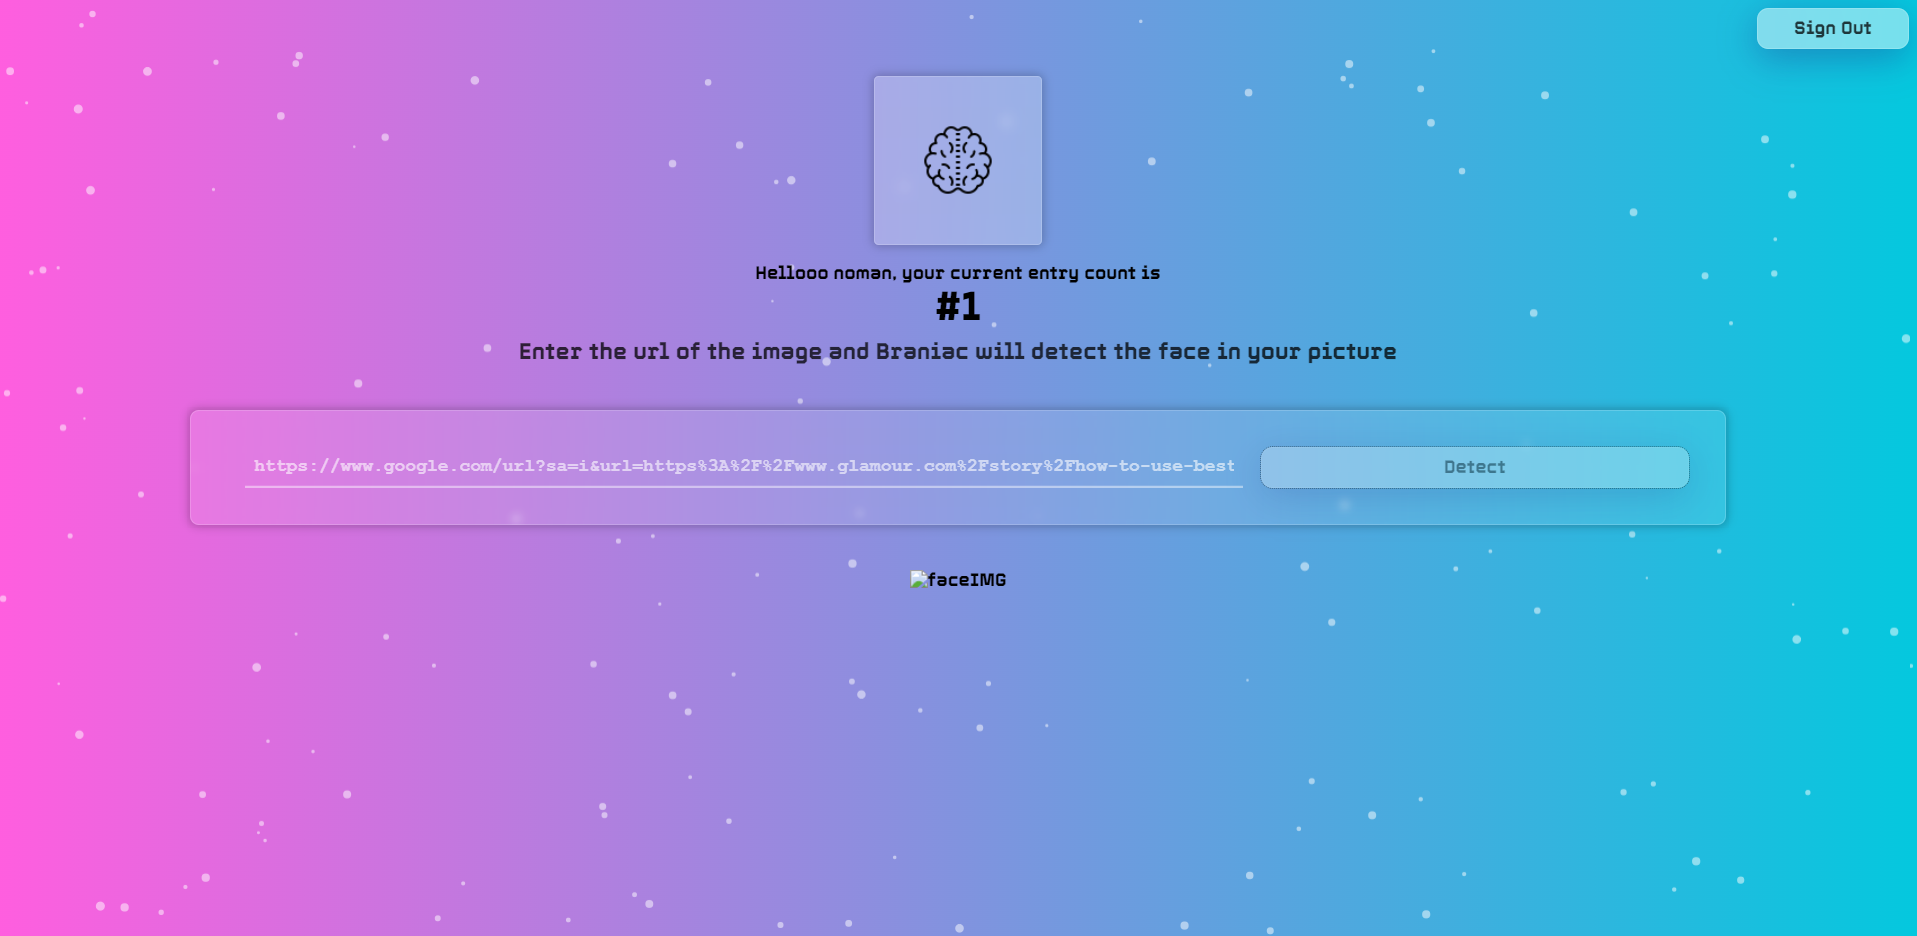 Sign Out
Hellooo noman, your current entry count is
#1
Enter the url of the image and Braniac will detect the face in your picture
https://www.google.com/url?sa=i&url=https%3A%2F%2Fwww.glamour.com%2Fstory%2Fhow-to-use-best
Detect
faceIMG